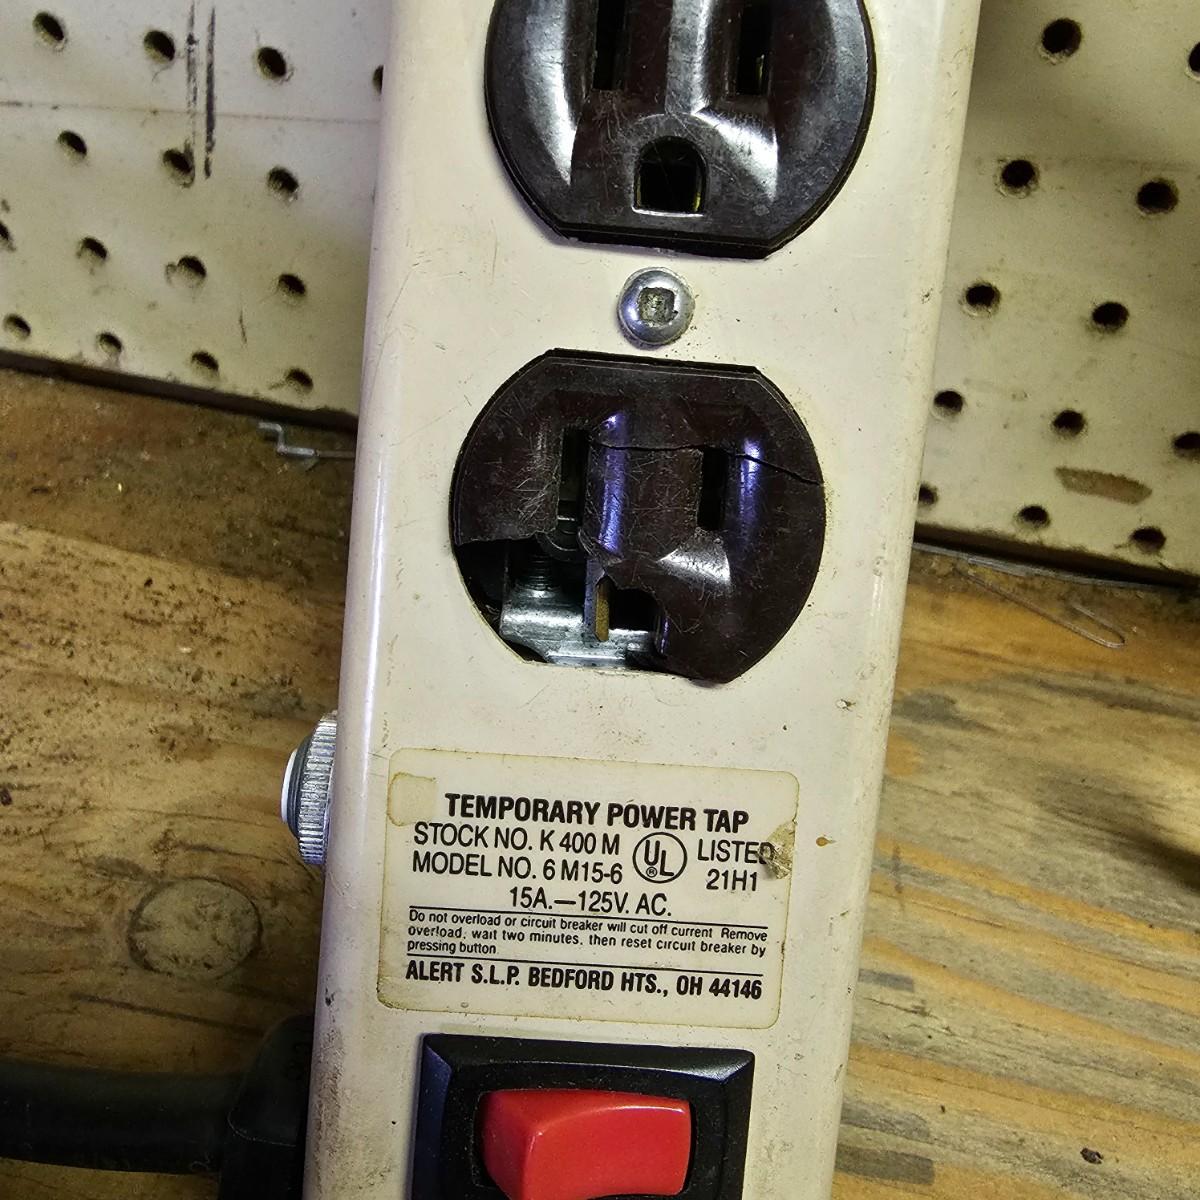 TEMPORARY POWER TAP
STOCK NO. K 400 M UL® LISTED
MODEL NO. 6 M15-6 21H1
15A.—125V. AC.
Do not overload or circuit breaker will cut off current. Remove
overload, wait two minutes, then reset circuit breaker by
pressing button.
ALERT S.L.P. BEDFORD HTS., OH 44146